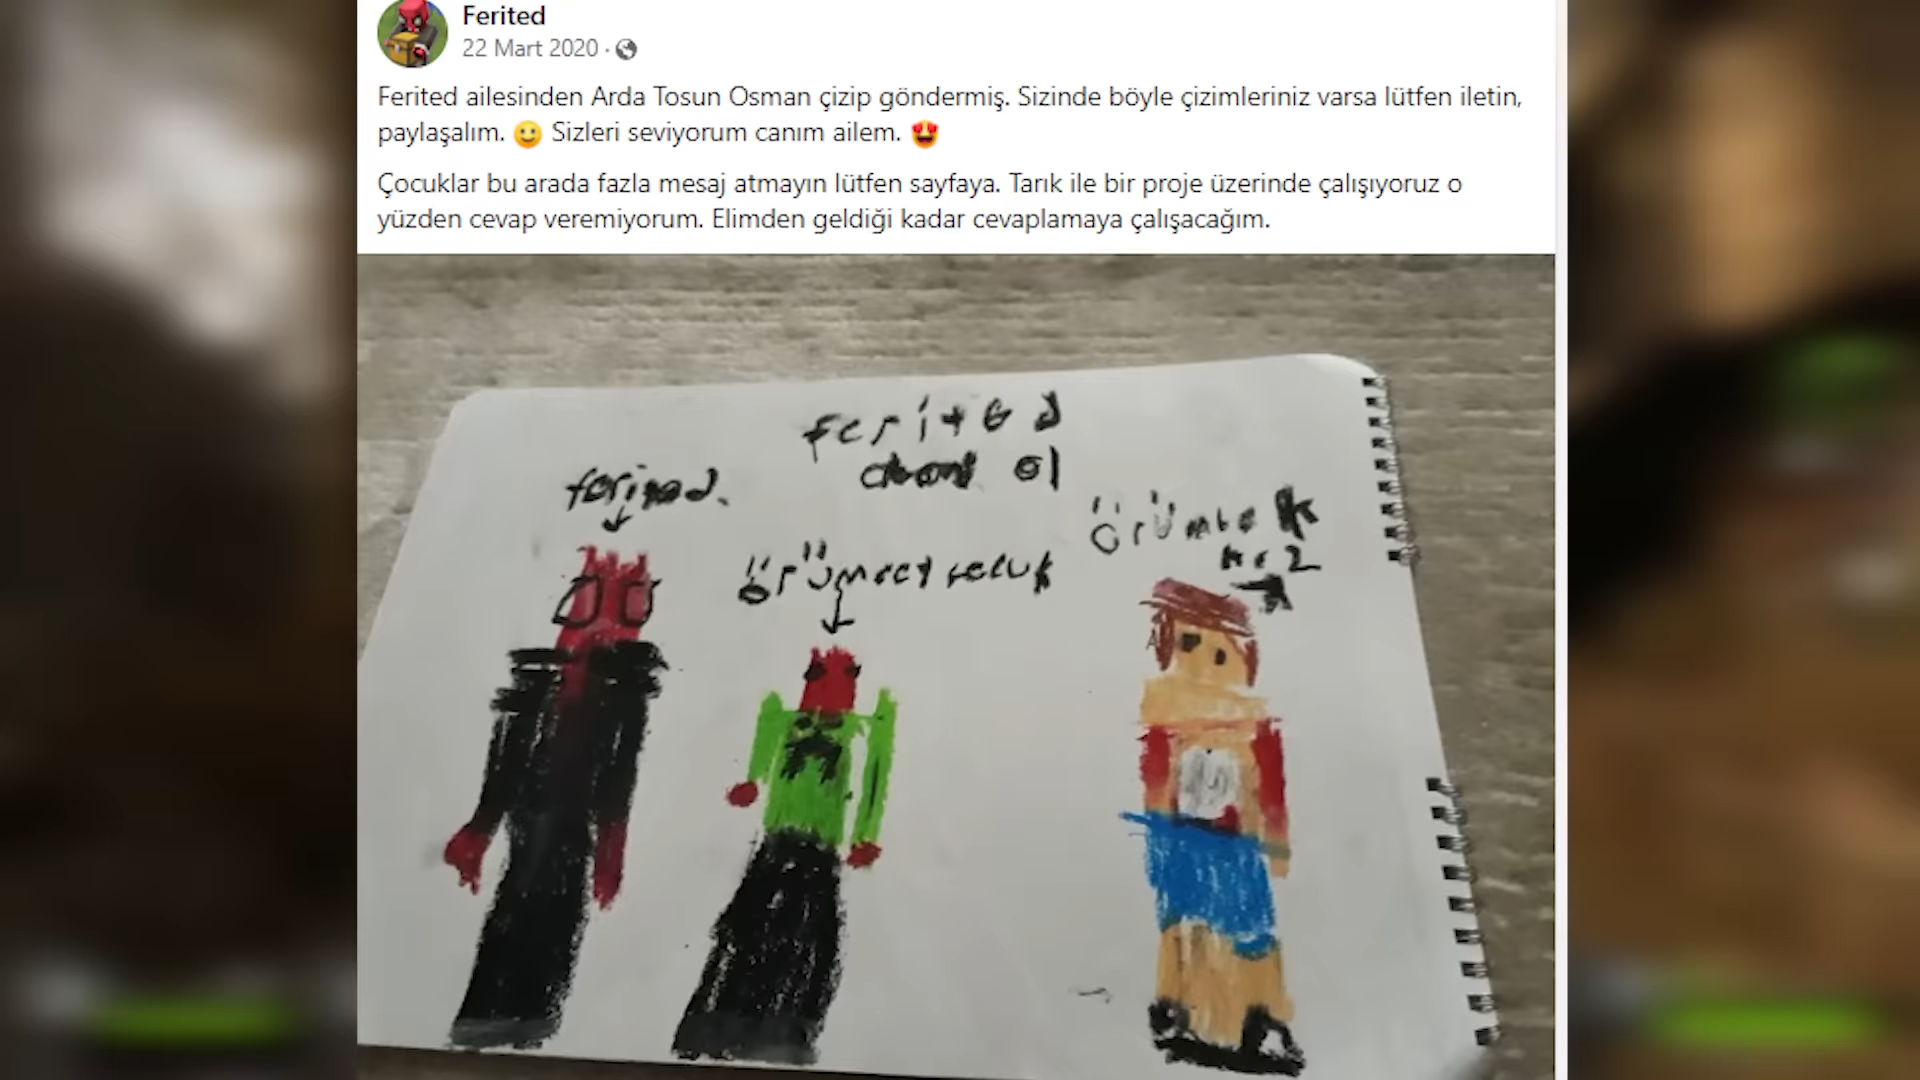 Ferited
22 Mart 2020 ·
Ferited ailesinden Arda Tosun Osman çizip göndermiş. Sizinde böyle çizimleriniz varsa lütfen iletin,
paylaşalım. 🙂 Sizleri seviyorum canım ailem. 😍
Çocuklar bu arada fazla mesaj atmayın lütfen sayfaya. Tarık ile bir proje üzerinde çalışıyoruz o
yüzden cevap veremiyorum. Elimden geldiği kadar cevaplamaya çalışacağım.
ferited
ol